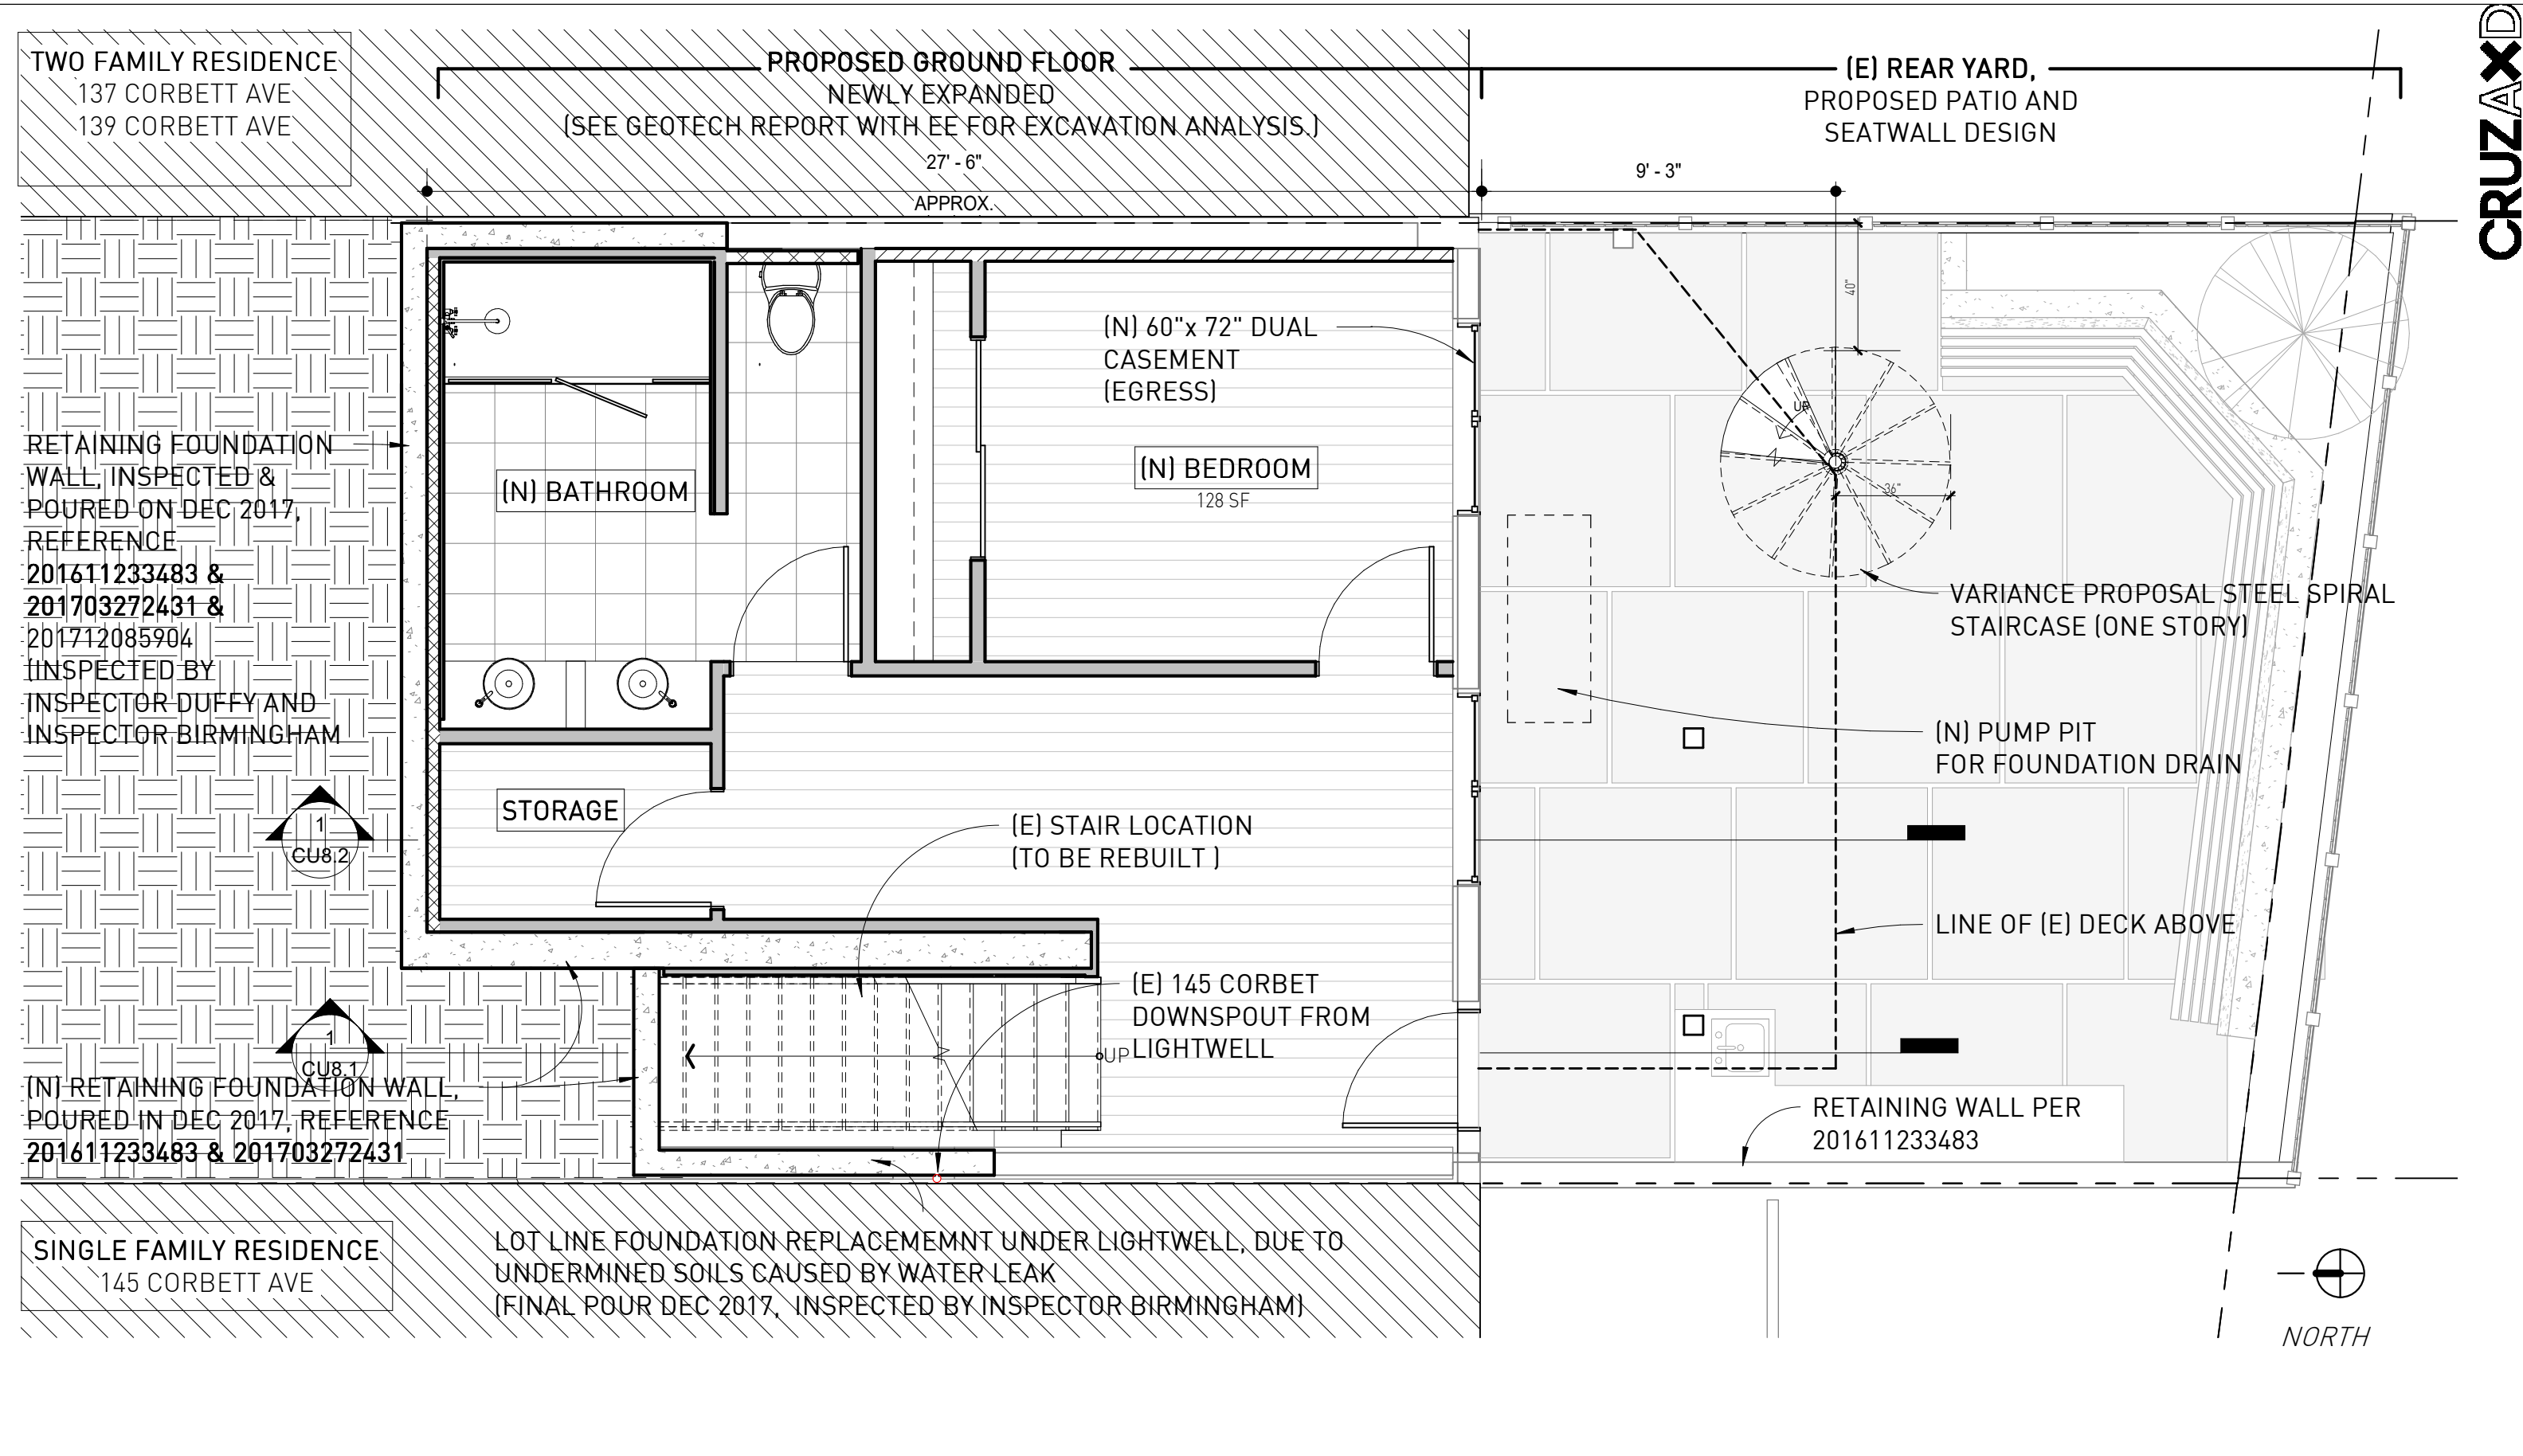 TWO FAMILY RESIDENCE
137 CORBETT AVE
139 CORBETT AVE
PROPOSED GROUND FLOOR
NEWLY EXPANDED
(SEE GEOTECH REPORT WITH EE FOR EXCAVATION ANALYSIS.)
27' - 6"
APPROX.
(E) REAR YARD,
PROPOSED PATIO AND
SEATWALL DESIGN
9' - 3"
CRUZAXD
40"
(N) 60"x 72" DUAL
CASEMENT
(EGRESS)
UP
RETAINING FOUNDATION
WALL, INSPECTED &
POURED ON DEC 2017,
REFERENCE
201611233483 &
201703272431 &
201712085904
(INSPECTED BY
INSPECTOR DUFFY AND
INSPECTOR BIRMINGHAM
(N) BATHROOM
(N) BEDROOM
128 SF
36"
VARIANCE PROPOSAL STEEL SPIRAL
STAIRCASE (ONE STORY)
(N) PUMP PIT
FOR FOUNDATION DRAIN
STORAGE
1
CU8.2
(E) STAIR LOCATION
(TO BE REBUILT )
LINE OF (E) DECK ABOVE
(E) 145 CORBET
DOWNSPOUT FROM
LIGHTWELL
UP
1
CU8.1
(N) RETAINING FOUNDATION WALL,
POURED IN DEC 2017, REFERENCE
201611233483 & 201703272431
RETAINING WALL PER
201611233483
SINGLE FAMILY RESIDENCE
145 CORBETT AVE
LOT LINE FOUNDATION REPLACEMEMNT UNDER LIGHTWELL, DUE TO
UNDERMINED SOILS CAUSED BY WATER LEAK
(FINAL POUR DEC 2017, INSPECTED BY INSPECTOR BIRMINGHAM)
NORTH